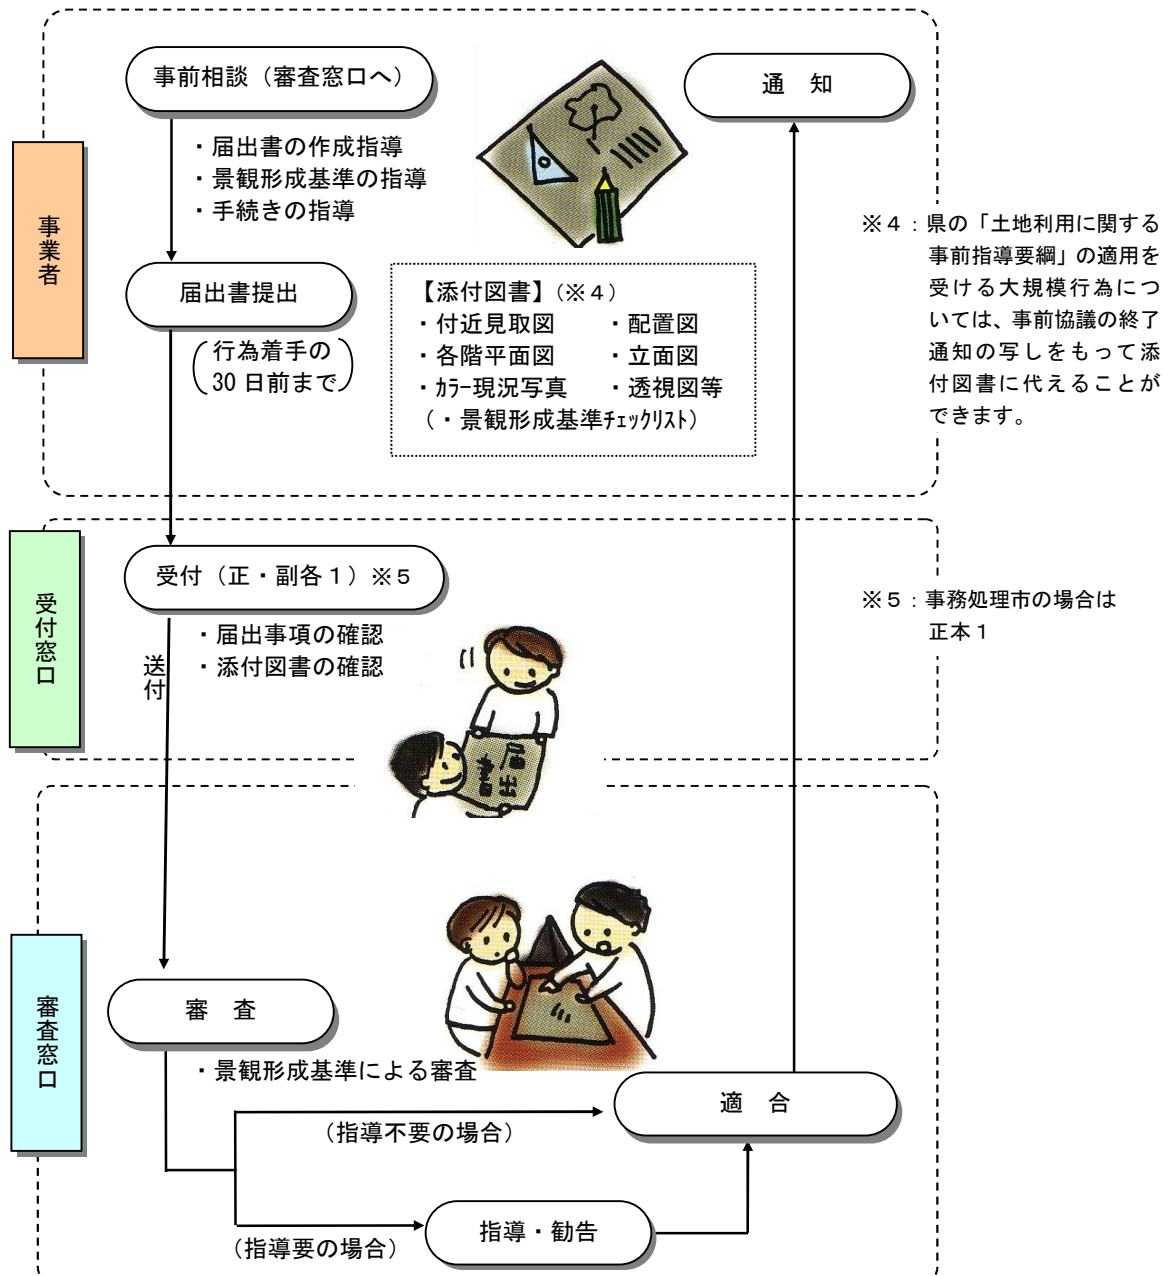 事前相談（審査窓口へ）
・届出書の作成指導
・景観形成基準の指導
・手続きの指導
通　知
事業者
届出書提出
（行為着手の
30日前まで）
【添付図書】（※４）
・付近見取図　・配置図
・各階平面図　・立面図
・ｶﾗｰ現況写真　・透視図等
（・景観形成基準ﾁｪｯｸﾘｽﾄ）
※４：県の「土地利用に関する
事前指導要綱」の適用を
受ける大規模行為につ
いては、事前協議の終了
通知の写しをもって添
付図書に代えることが
できます。
受付窓口
受付（正・副各１）※５
・届出事項の確認
・添付図書の確認
送付
※５：事務処理市の場合は
正本１
審査窓口
審　査
・景観形成基準による審査
適　合
（指導不要の場合）
（指導要の場合）
指導・勧告